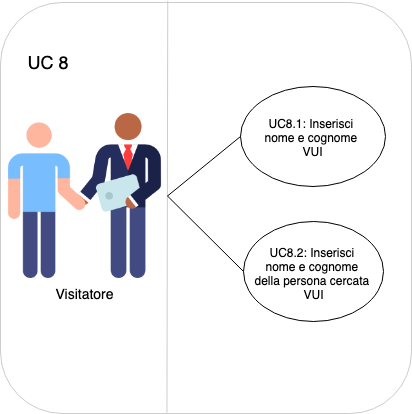 UC 8
Visitatore
UC8.1: Inserisci
nome e cognome
VUI
UC8.2: Inserisci
nome e cognome
della persona cercata
VUI